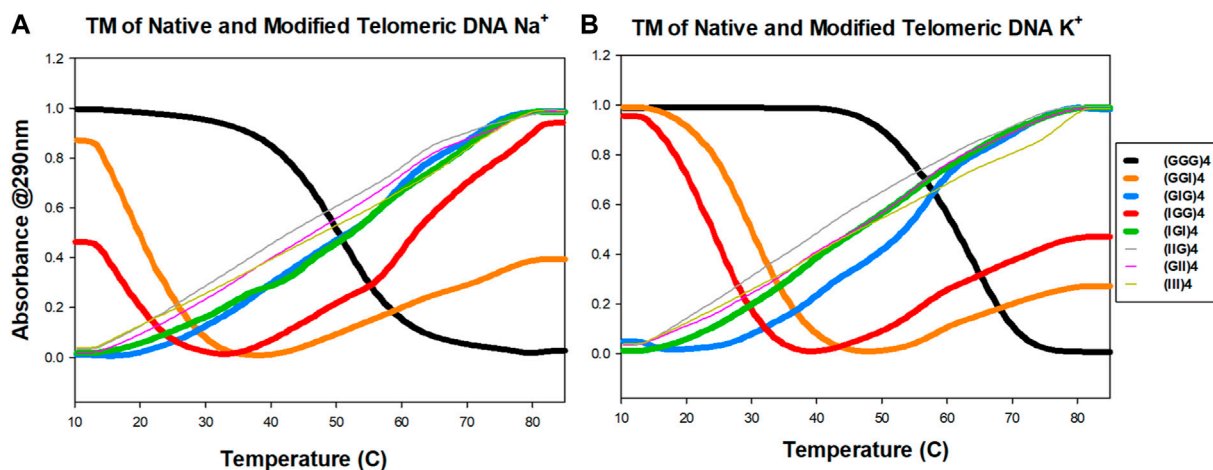 A
TM of Native and Modified Telomeric DNA Na+
Absorbance @290nm
1.2
1.0
0.8
0.6
0.4
0.2
0.0
10 20 30 40 50 60 70 80
Temperature (C)
B
TM of Native and Modified Telomeric DNA K+
1.2
1.0
0.8
0.6
0.4
0.2
0.0
10 20 30 40 50 60 70 80
Temperature (C)
(GGG)4
(GGI)4
(GIG)4
(IGG)4
(IGI)4
(IIG)4
(GII)4
(III)4